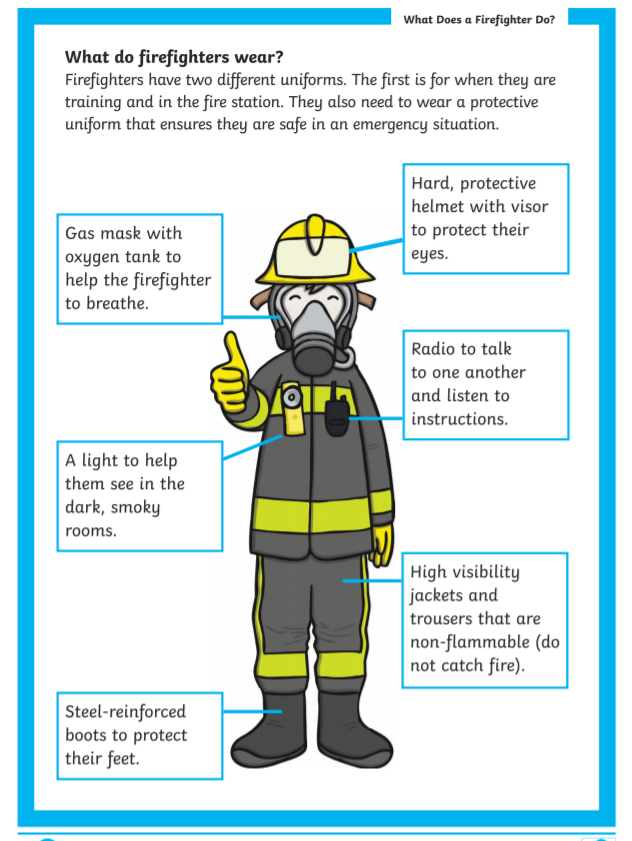 What Does a Firefighter Do?
What do firefighters wear?
Firefighters have two different uniforms. The first is for when they are
training and in the fire station. They also need to wear a protective
uniform that ensures they are safe in an emergency situation.
Hard, protective
helmet with visor
to protect their
eyes.
Gas mask with
oxygen tank to
help the firefighter
to breathe.
Radio to talk
to one another
and listen to
instructions.
A light to help
them see in the
dark, smoky
rooms.
High visibility
jackets and
trousers that are
non-flammable (do
not catch fire).
Steel-reinforced
boots to protect
their feet.